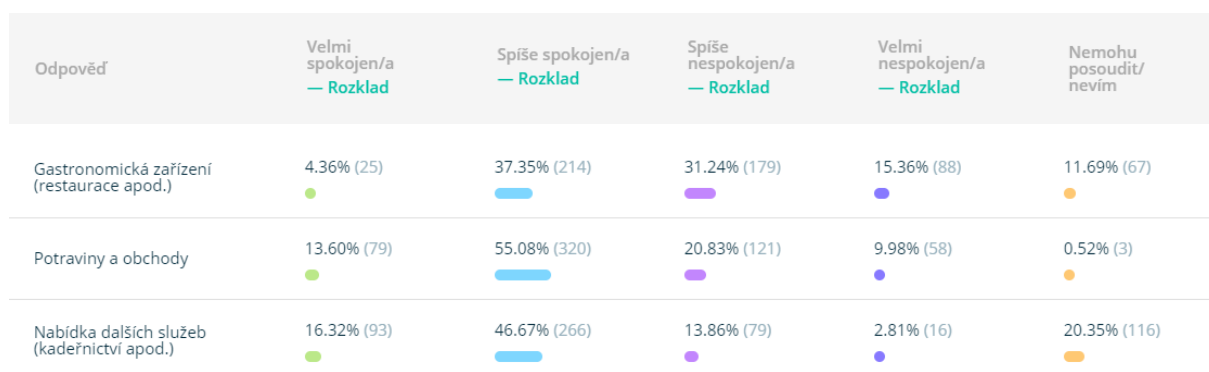 Odpověď
Velmi
spokojen/a
— Rozklad
Spíše spokojen/a
— Rozklad
Spíše
nespokojen/a
— Rozklad
Velmi
nespokojen/a
— Rozklad
Nemohu
posoudit/
nevím
Gastronomická zařízení
(restaurace apod.)
4.36% (25)
37.35% (214)
31.24% (179)
15.36% (88)
11.69% (67)
Potraviny a obchody
13.60% (79)
55.08% (320)
20.83% (121)
9.98% (58)
0.52% (3)
Nabídka dalších služeb
(kadeřnictví apod.)
16.32% (93)
46.67% (266)
13.86% (79)
2.81% (16)
20.35% (116)